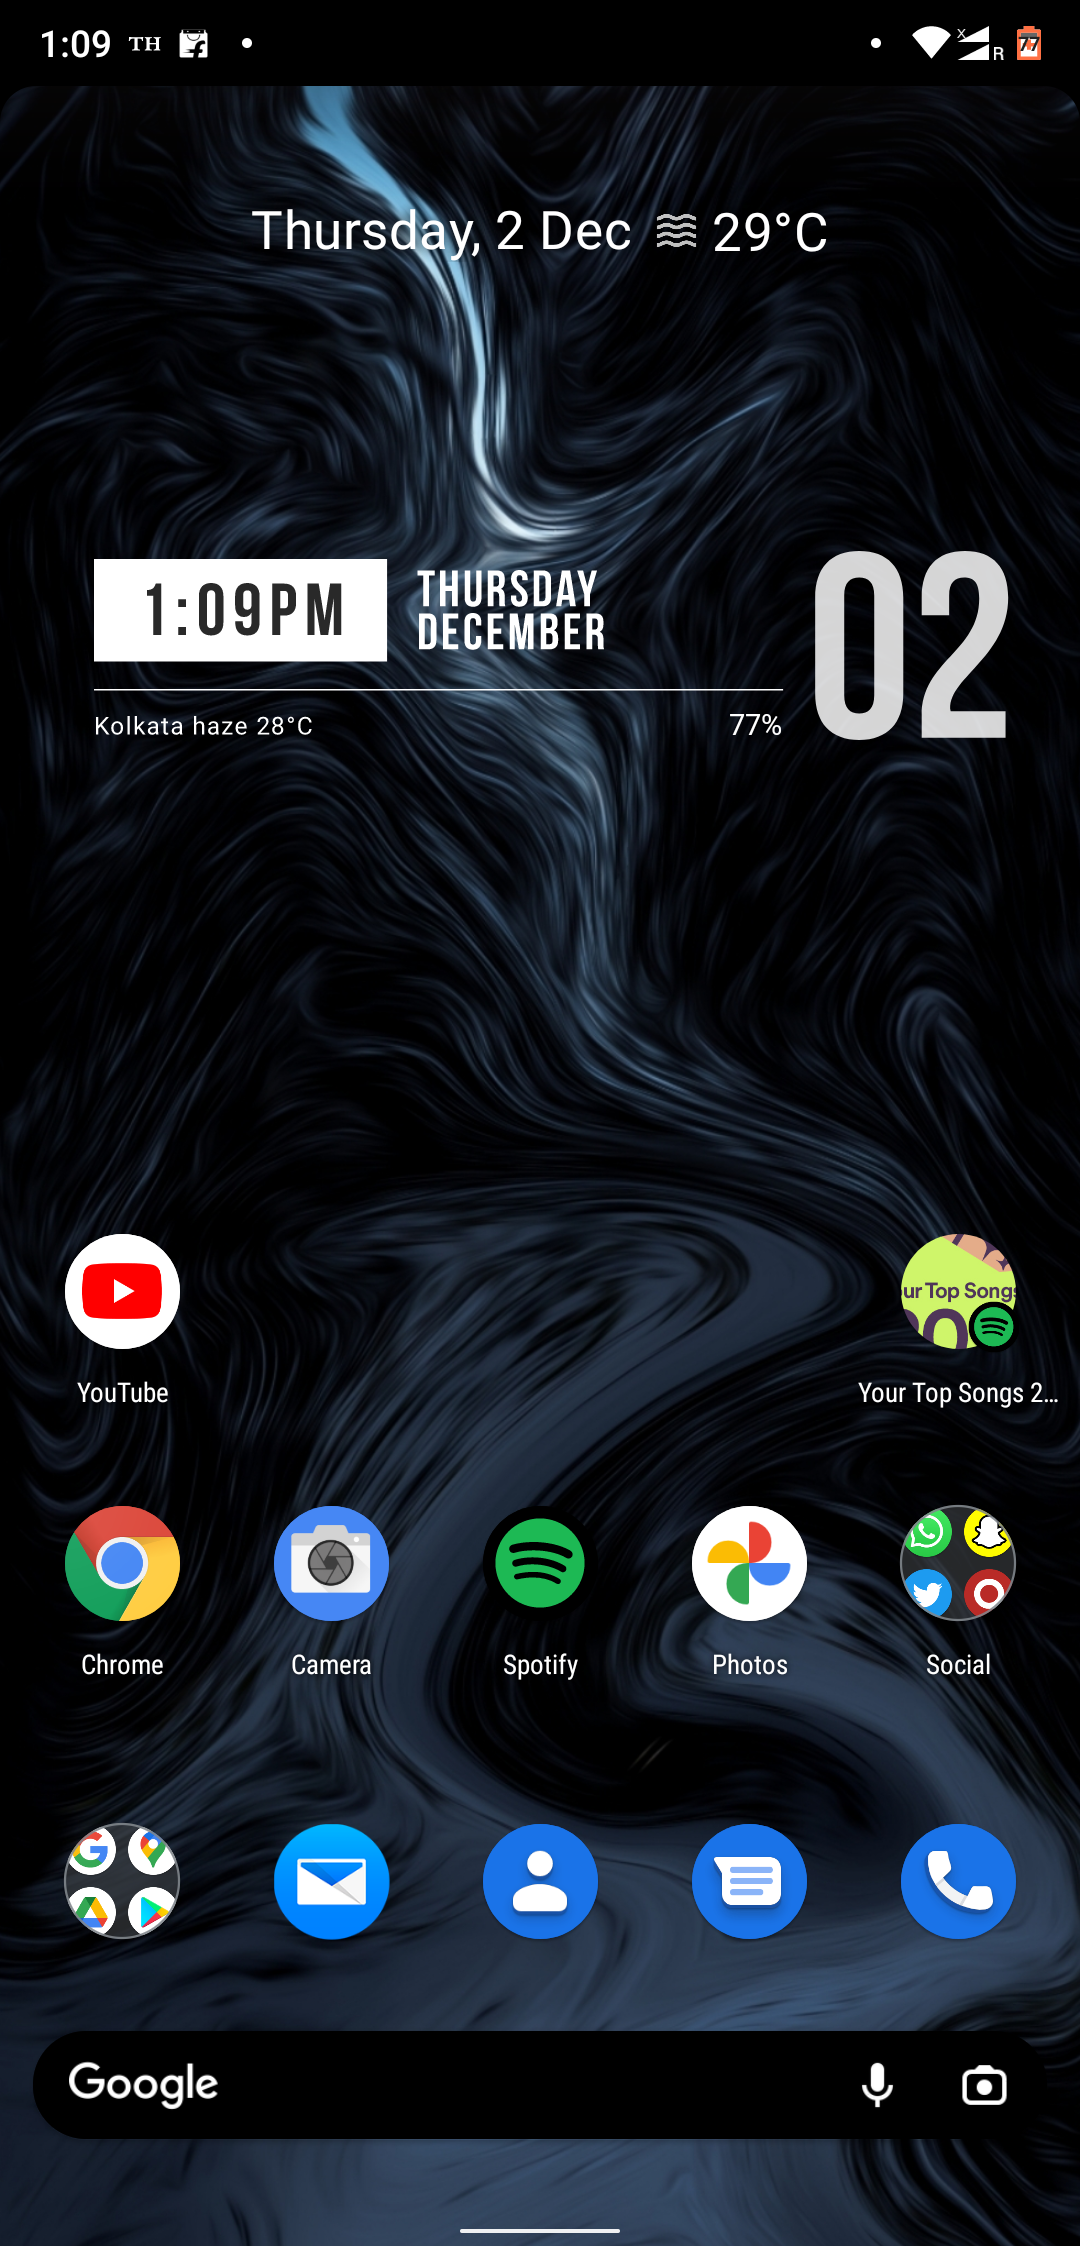 1:09 TH R 77
Thursday, 2 Dec 29°C
1:09PM
THURSDAY
DECEMBER
02
Kolkata haze 28°C 77%
ur Top Songs
YouTube
Your Top Songs 2...
Chrome
Camera
Spotify
Photos
Social
Google